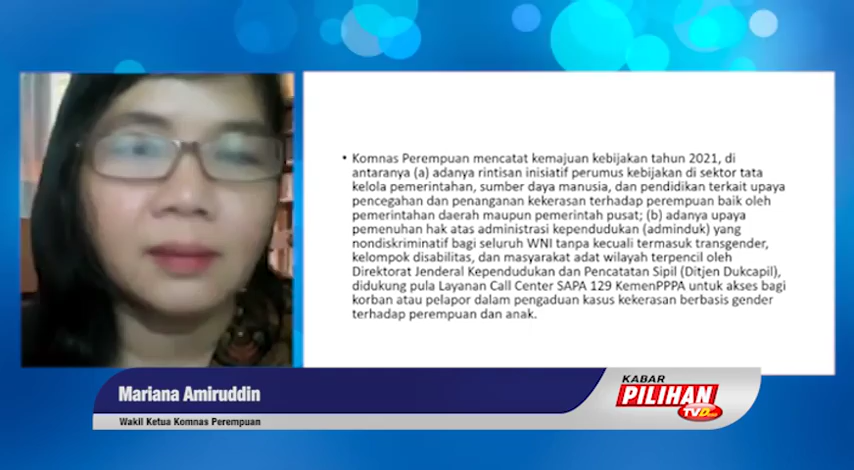 • Komnas Perempuan mencatat kemajuan kebijakan tahun 2021, di
antaranya (a) adanya rintisan inisiatif perumus kebijakan di sektor tata
kelola pemerintahan, sumber daya manusia, dan pendidikan terkait upaya
pencegahan dan penanganan kekerasan terhadap perempuan baik oleh
pemerintahan daerah maupun pemerintah pusat; (b) adanya upaya
pemenuhan hak atas administrasi kependudukan (adminduk) yang
nondiskriminatif bagi seluruh WNI tanpa kecuali termasuk transgender,
kelompok disabilitas, dan masyarakat adat wilayah terpencil oleh
Direktorat Jenderal Kependudukan dan Pencatatan Sipil (Ditjen Dukcapil),
didukung pula Layanan Call Center SAPA 129 KemenPPPA untuk akses bagi
korban atau pelapor dalam pengaduan kasus kekerasan berbasis gender
terhadap perempuan dan anak.
Mariana Amiruddin
Wakil Ketua Komnas Perempuan
KABAR
PILIHAN